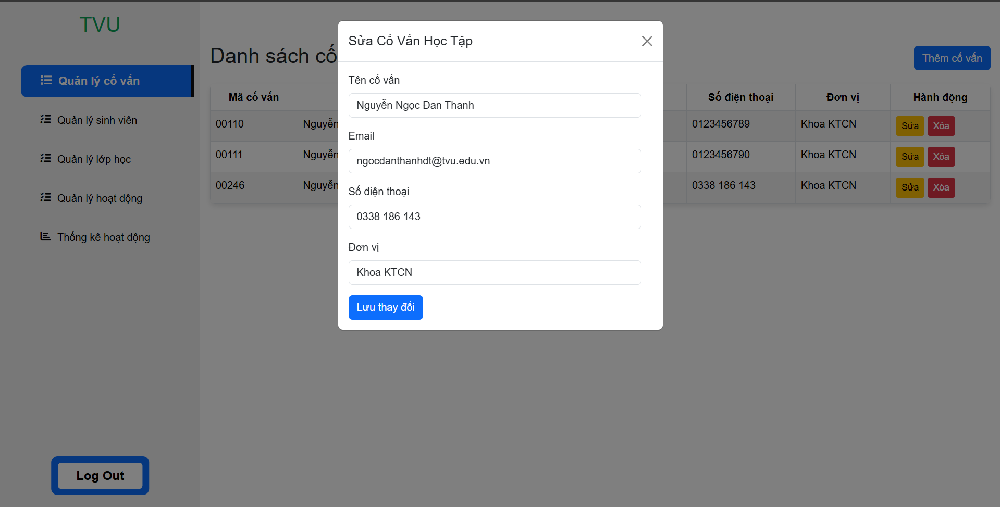 TVU
Quản lý cố vấn
Quản lý sinh viên
Quản lý lớp học
Quản lý hoạt động
Thống kê hoạt động
Log Out
Danh sách cố
Thêm cố vấn
Mã cố vấn Số điện thoại Đơn vị Hành động
00110 Nguyễn 0123456789 Khoa KTCN Sửa Xóa
00111 Nguyễn 0123456790 Khoa KTCN Sửa Xóa
00246 Nguyễn 0338 186 143 Khoa KTCN Sửa Xóa
Sửa Cố Vấn Học Tập
Tên cố vấn
Nguyễn Ngọc Đan Thanh
Email
ngocdanthanhdt@tvu.edu.vn
Số điện thoại
0338 186 143
Đơn vị
Khoa KTCN
Lưu thay đổi